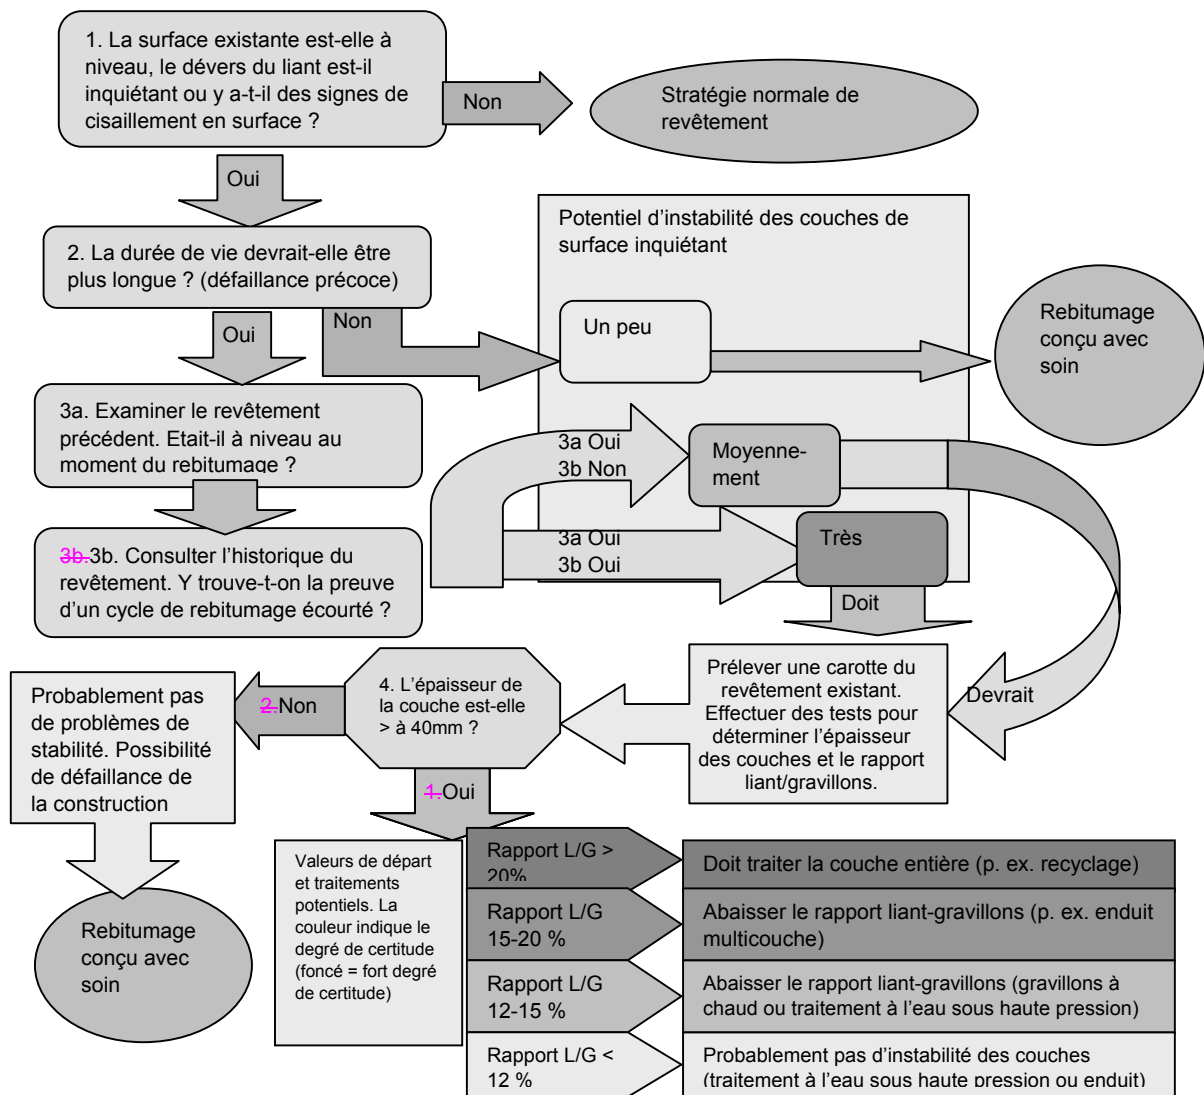 1. La surface existante est-elle à
niveau, le dévers du liant est-il
inquiétant ou y a-t-il des signes de
cisaillement en surface ?
Non
Stratégie normale de
revêtement
Oui
2. La durée de vie devrait-elle être
plus longue ? (défaillance précoce)
Potentiel d'instabilité des couches de
surface inquiétant
Oui
Non
Un peu
Rebitumage
conçu avec
soin
3a. Examiner le revêtement
précédent. Etait-il à niveau au
moment du rebitumage ?
3a Oui
3b Non
Moyenne-
ment
3b.3b. Consulter l'historique du
revêtement. Y trouve-t-on la preuve
d'un cycle de rebitumage écourté ?
3a Oui
3b Oui
Très
Doit
Devrait
Prélever une carotte du
revêtement existant.
Effectuer des tests pour
déterminer l'épaisseur
des couches et le rapport
liant/gravillons.
4. L'épaisseur de
la couche est-elle
> à 40mm ?
2.Non
Probablement pas
de problèmes de
stabilité. Possibilité
de défaillance de
la construction
1.Oui
Rebitumage
conçu avec
soin
Valeurs de départ
et traitements
potentiels. La
couleur indique le
degré de certitude
(foncé = fort degré
de certitude)
Rapport L/G >
20%
Doit traiter la couche entière (p. ex. recyclage)
Rapport L/G
15-20 %
Abaisser le rapport liant-gravillons (p. ex. enduit
multicouche)
Rapport L/G
12-15 %
Abaisser le rapport liant-gravillons (gravillons à
chaud ou traitement à l'eau sous haute pression)
Rapport L/G <
12 %
Probablement pas d'instabilité des couches
(traitement à l'eau sous haute pression ou enduit)